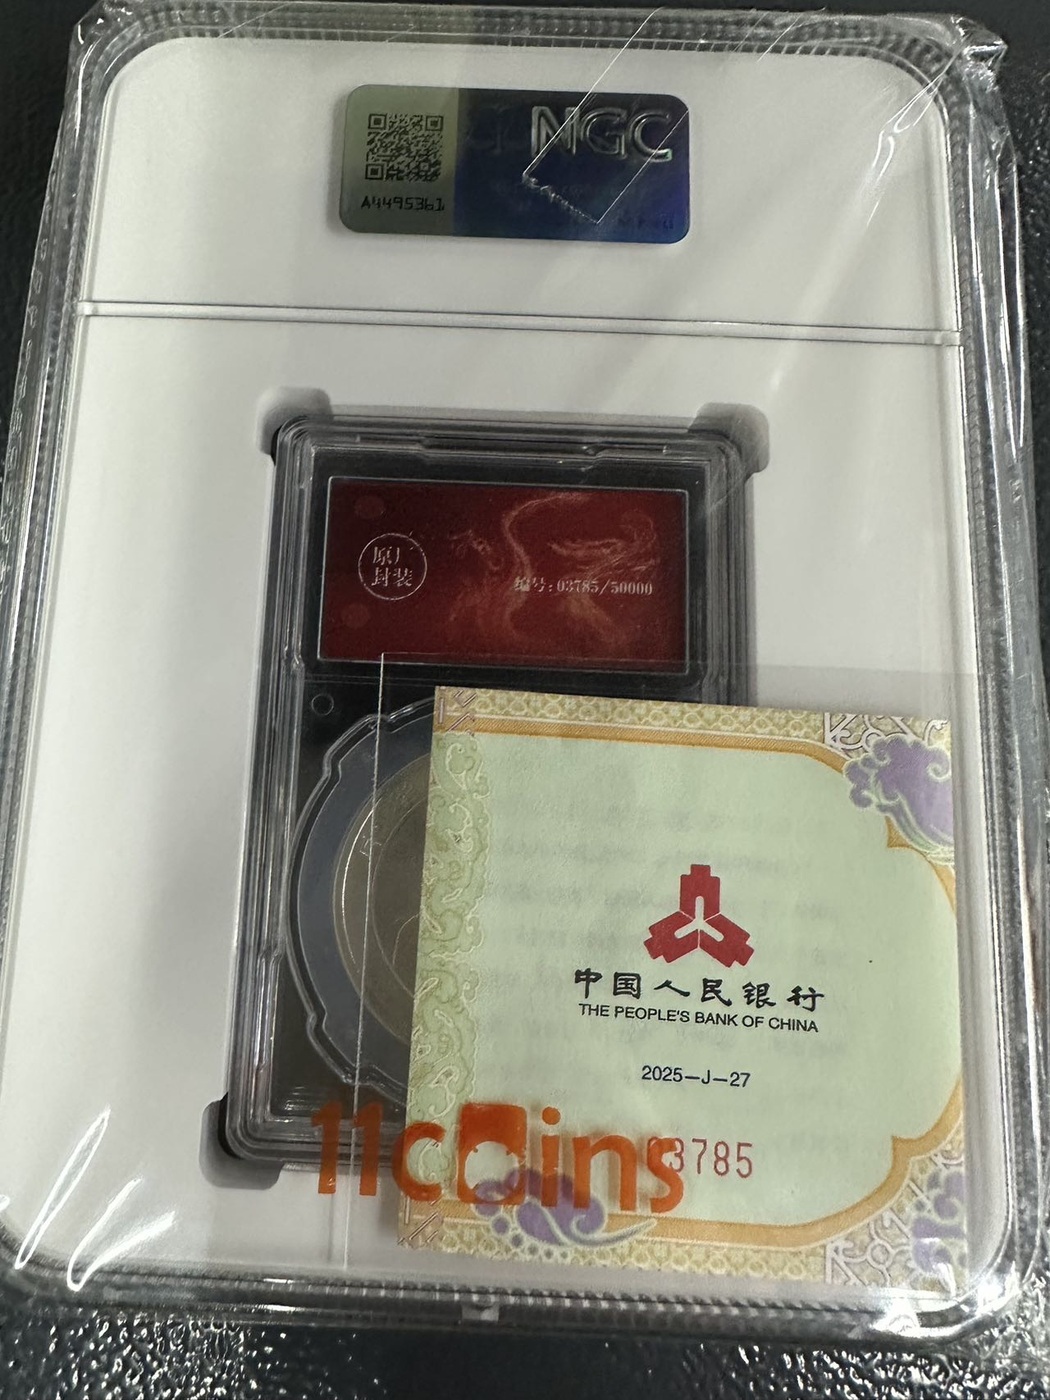 NGC
A4495361
原厂
封装
编号:03785/50000
中国人民银行
THE PEOPLE'S BANK OF CHINA
2025-J-27
03785
11coins